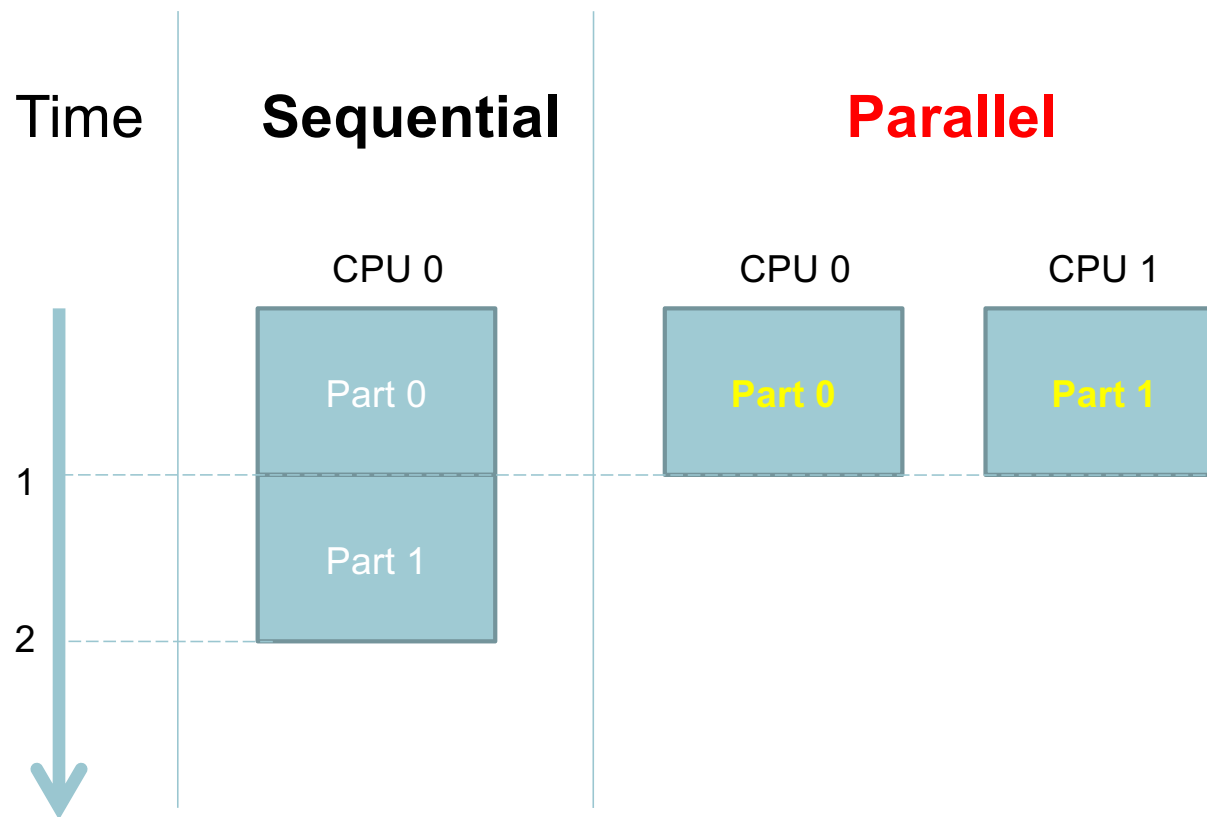 Time Sequential Parallel
CPU 0 CPU 0 CPU 1
Part 0 Part 0 Part 1
1
Part 1
2